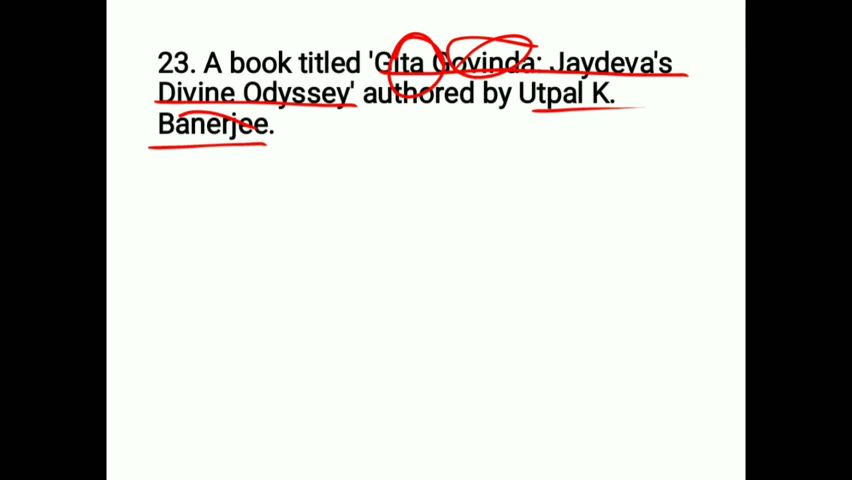 23. A book titled 'Gita Govinda: Jaydeva's
Divine Odyssey' authored by Utpal K.
Banerjee.